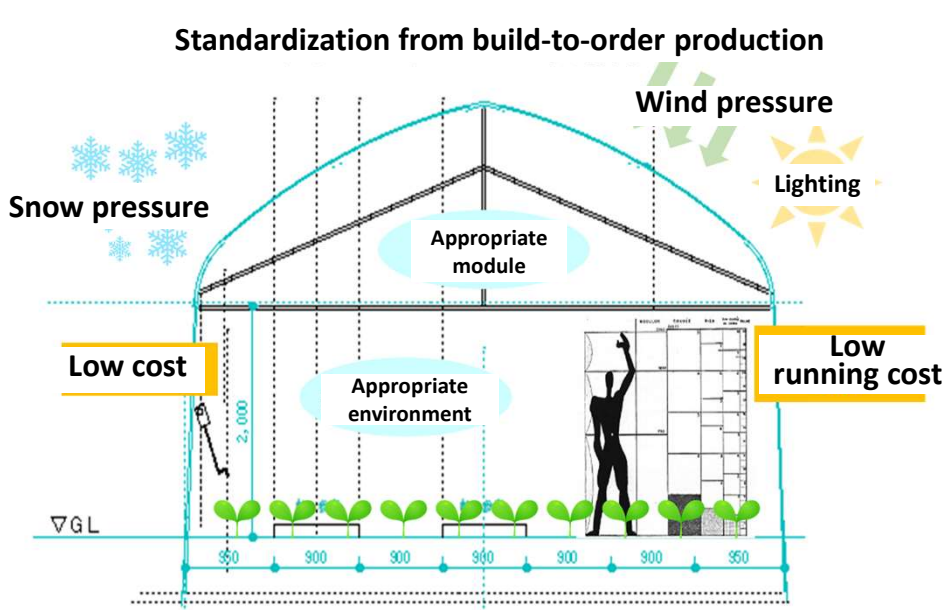 Standardization from build-to-order production
Wind pressure
Lighting
Snow pressure
Appropriate
module
MODULOR
Low cost
Low
running cost
Appropriate
environment
2,000
▽GL
950 900 900 900 900 900 950